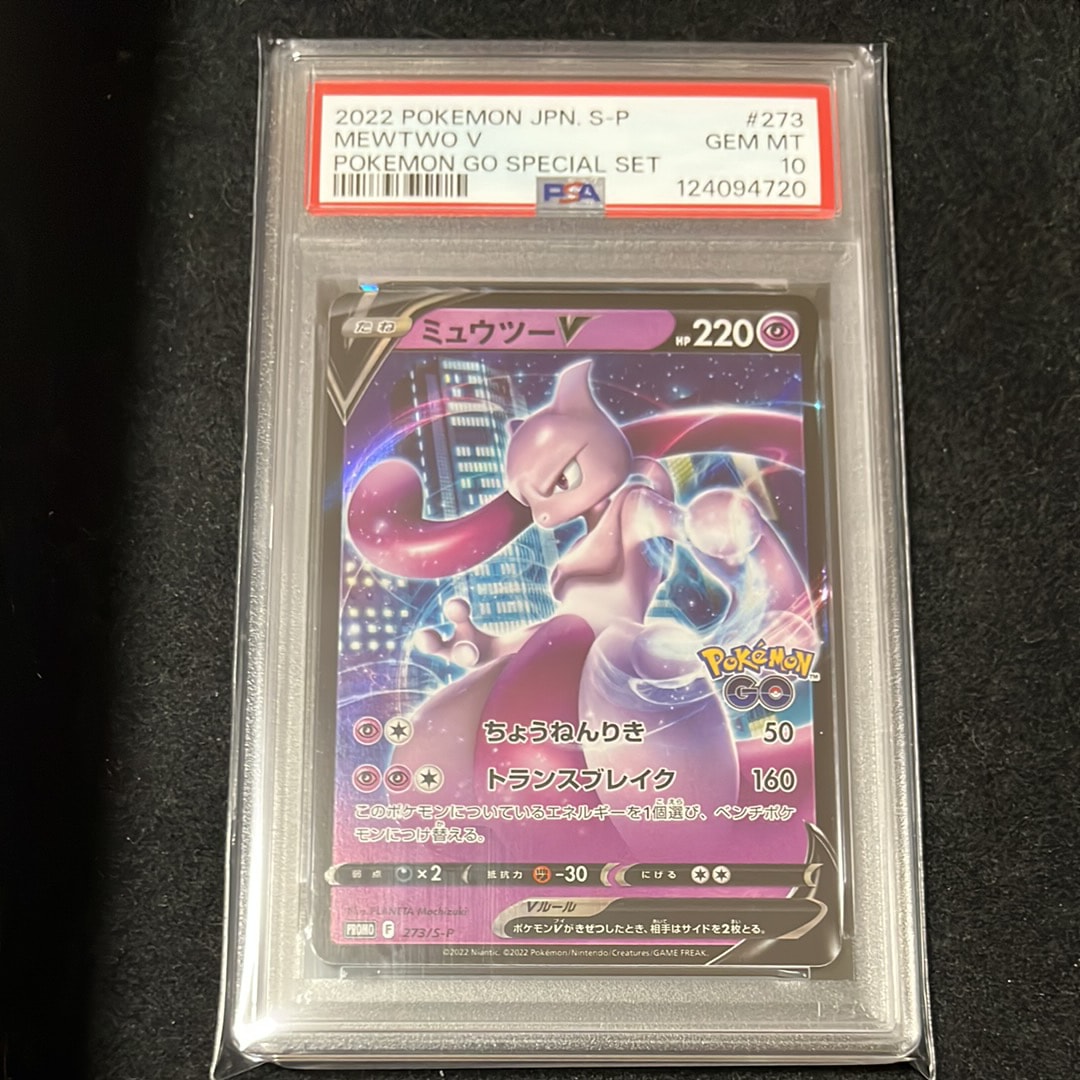 2022 POKEMON JPN. S-P #273
MEWTWO V GEM MT
POKEMON GO SPECIAL SET 10
PSA 124094720
たね ミュウツーV HP 220
POKÉMON
GO
ちょうねんりき 50
トランスブレイク 160
このポケモンについているエネルギーを1個選び、ベンチポケ
モンにつけ替える。
弱点 ×2 抵抗力 -30 にげる
Vルール
ポケモンVがきぜつしたとき、相手はサイドを2枚とる。
Illus. PLANETA Mochizuki
PROMO F 273/S-P
©2022 Niantic. ©2022 Pokémon/Nintendo/Creatures/GAME FREAK.